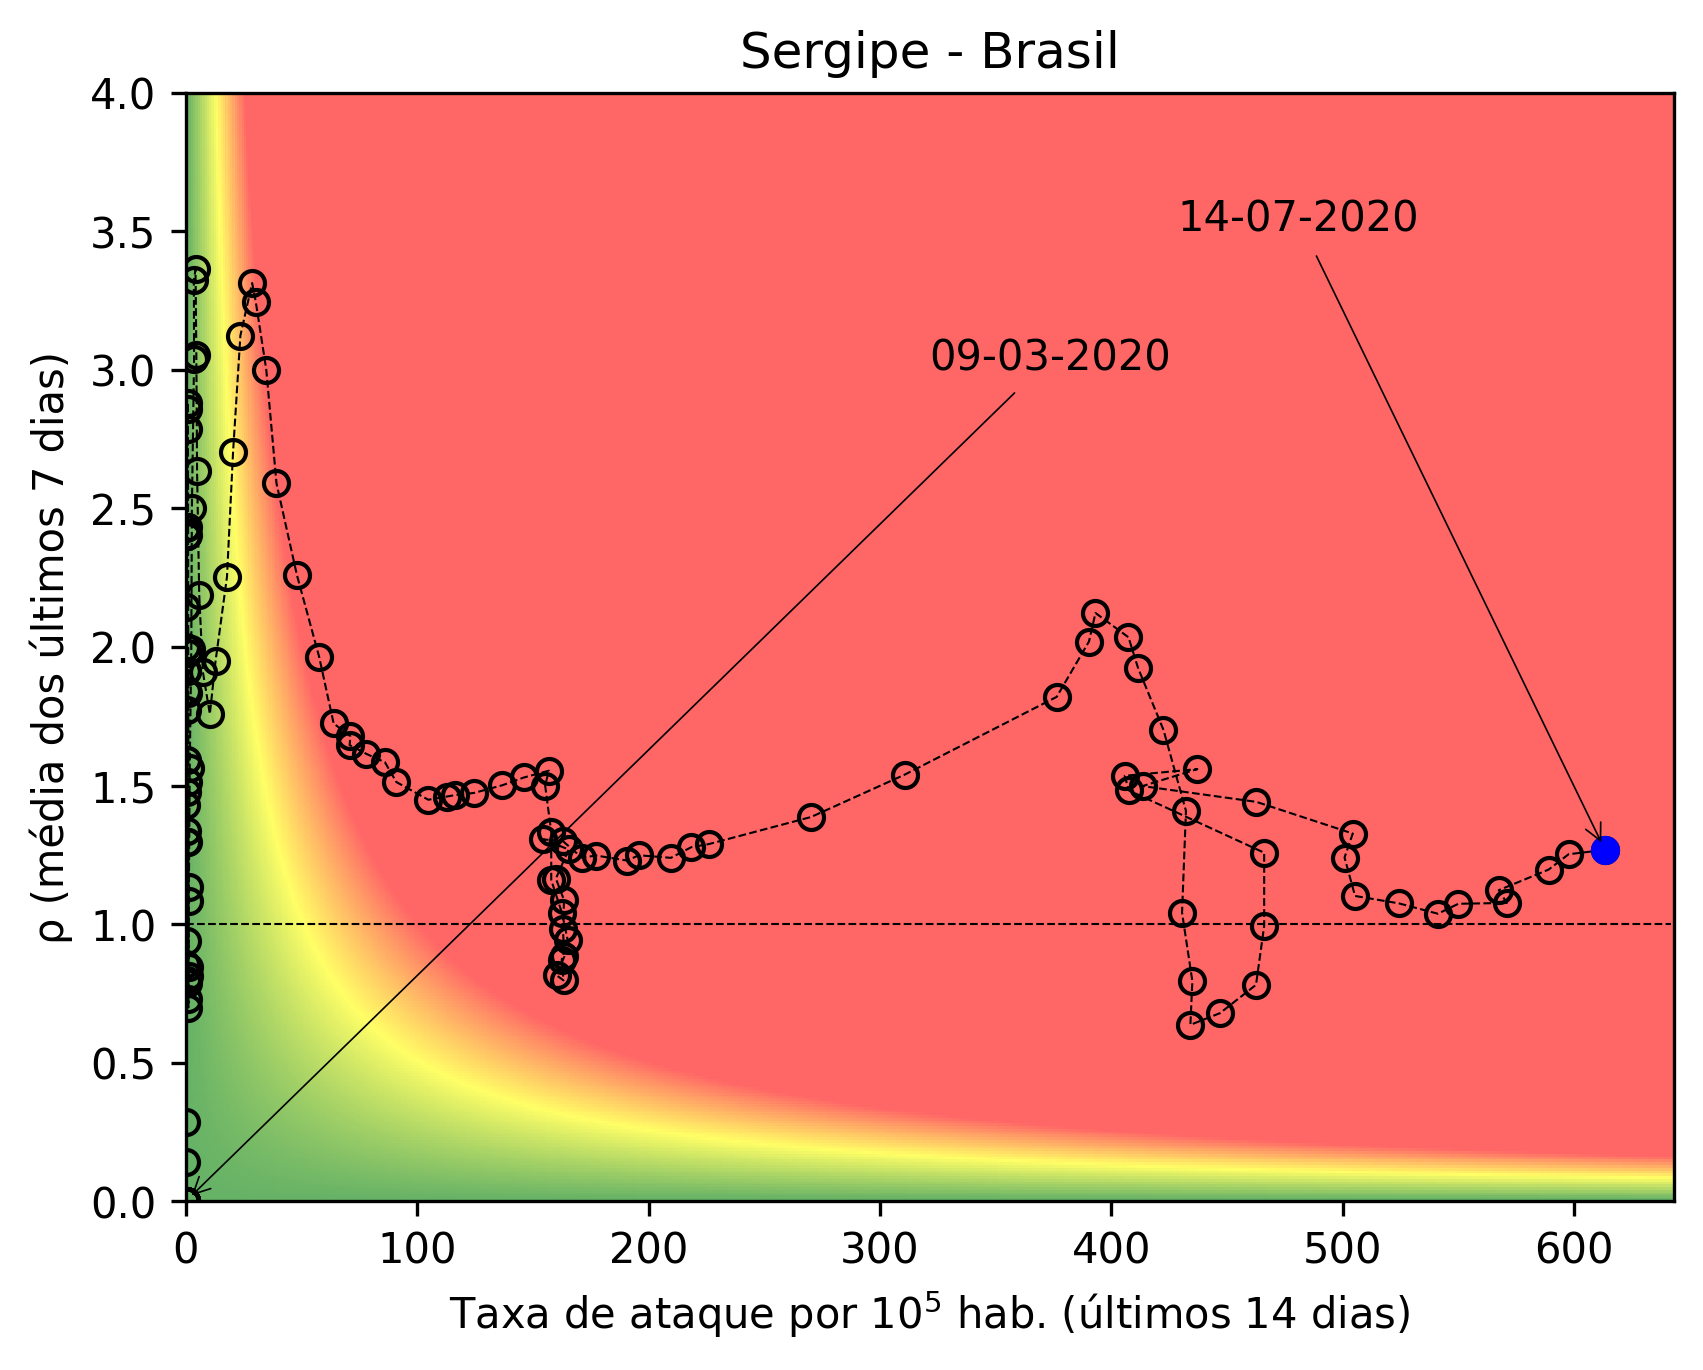 Sergipe - Brasil
4.0
3.5
3.0
2.5
2.0
1.5
1.0
0.5
0.0
ρ (média dos últimos 7 dias)
14-07-2020
09-03-2020
0 100 200 300 400 500 600
Taxa de ataque por 10⁵ hab. (últimos 14 dias)